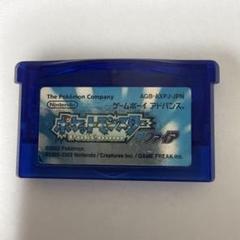 The Pokémon Company
AGB-AXPJ-JPN
Nintendo
ゲームボーイ アドバンス
ポケットモンスター
サファイア
©2002 Pokémon
©1995-2002 Nintendo / Creatures inc. / GAME FREAK inc.